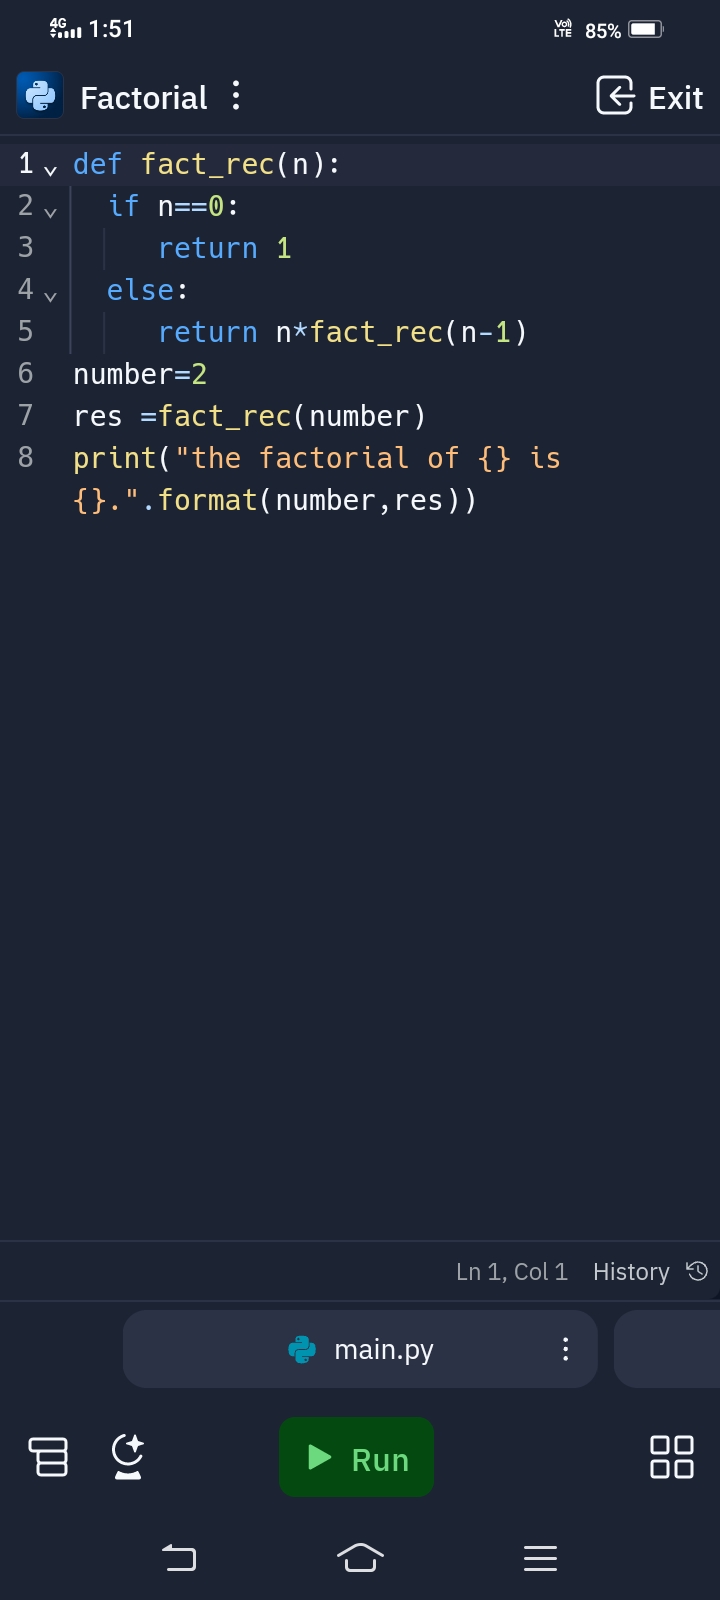 4G 1:51 VoI) LTE 85%
Factorial Exit
1 def fact_rec(n):
2   if n==0:
3      return 1
4   else:
5      return n*fact_rec(n-1)
6 number=2
7 res =fact_rec(number)
8 print("the factorial of {} is
{}.".format(number,res))
Ln 1, Col 1 History
main.py
Run